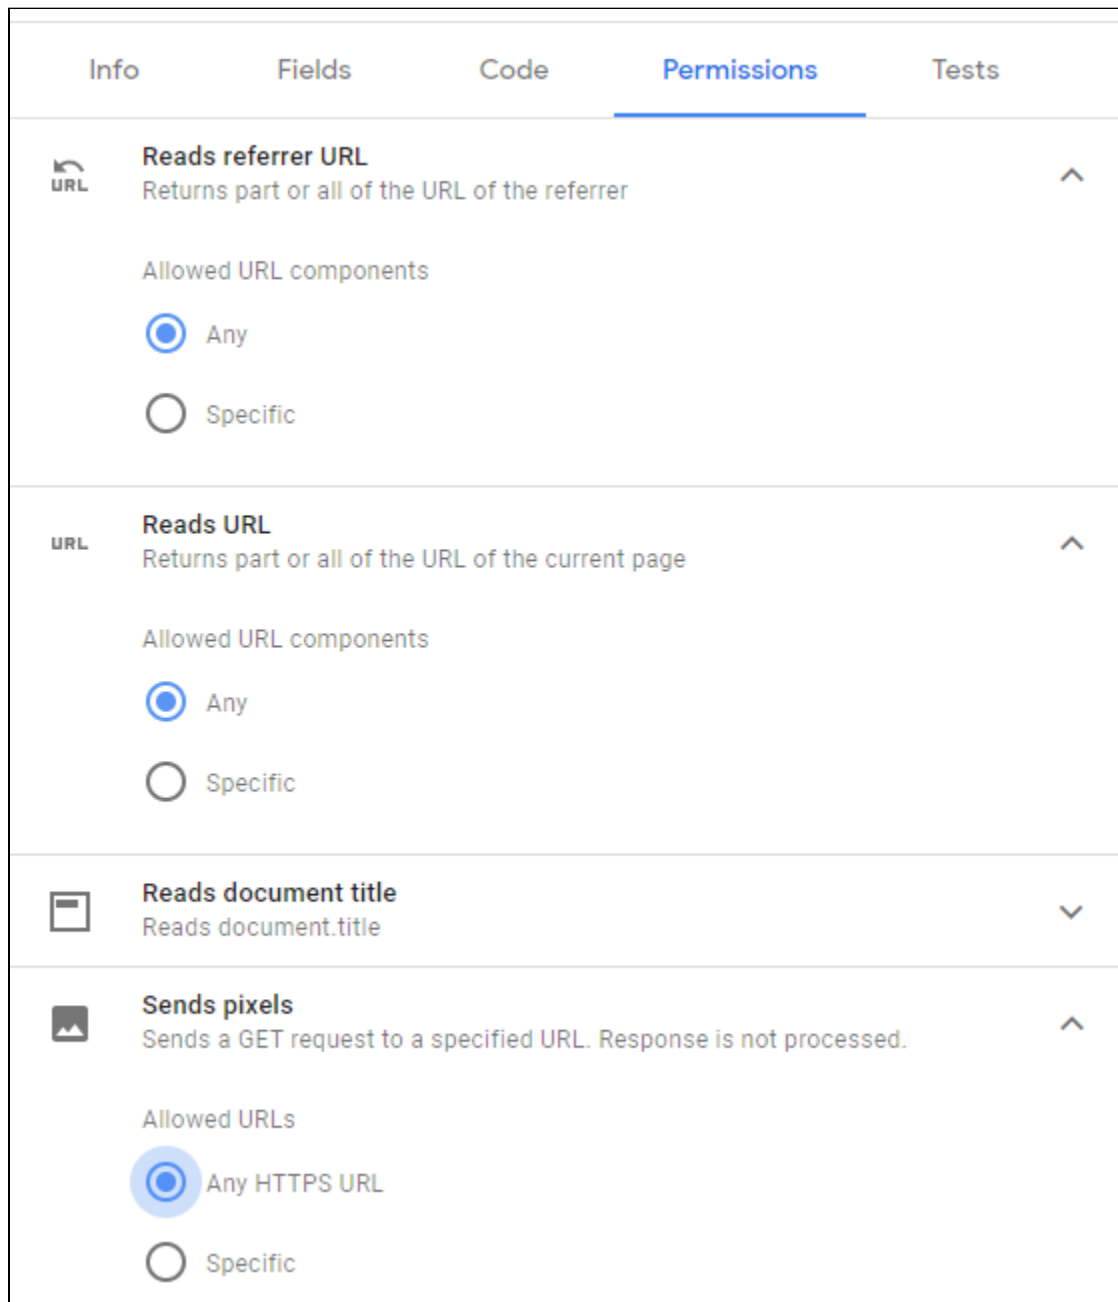 Info Fields Code Permissions Tests
URL
Reads referrer URL
Returns part or all of the URL of the referrer
Allowed URL components
Any
Specific
URL
Reads URL
Returns part or all of the URL of the current page
Allowed URL components
Any
Specific
Reads document title
Reads document.title
Sends pixels
Sends a GET request to a specified URL. Response is not processed.
Allowed URLs
Any HTTPS URL
Specific